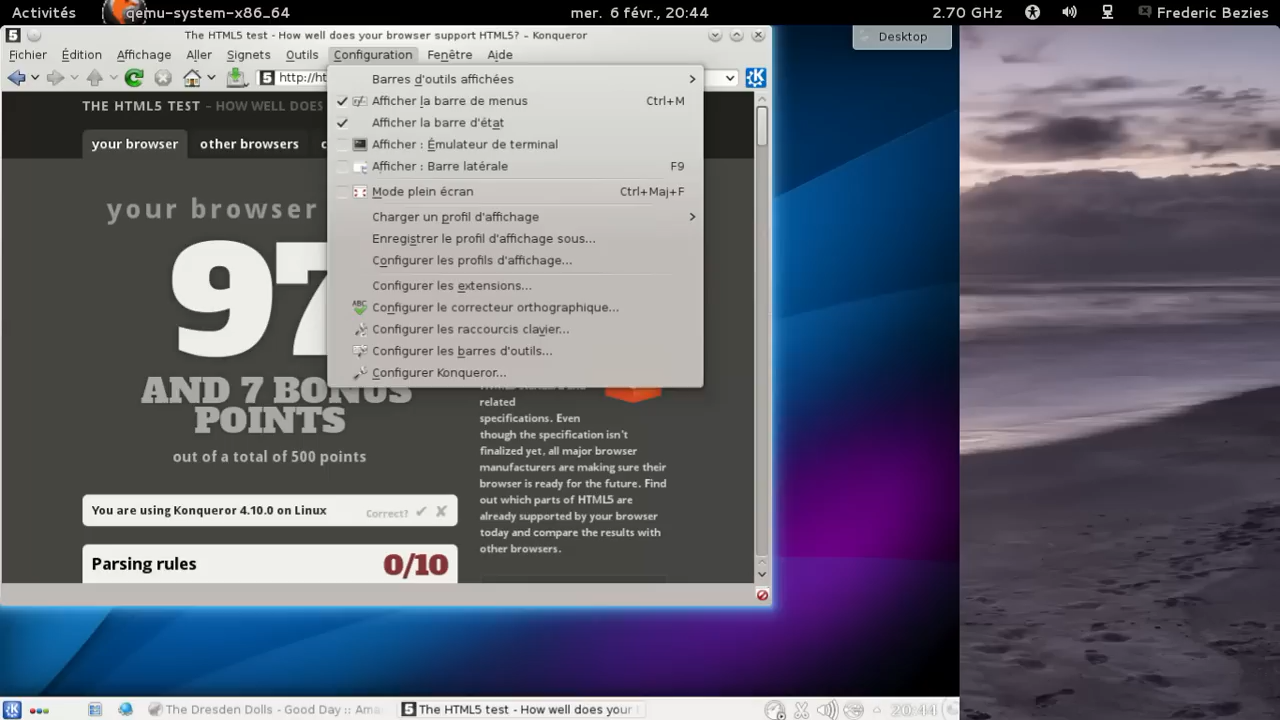 Activités
qemu-system-x86_64
mer. 6 févr., 20:44
2.70 GHz
Frederic Bezies
5
The HTML5 test - How well does your browser support HTML5? – Konqueror
Desktop
Fichier Édition Affichage Aller Signets Outils Configuration Fenêtre Aide
5 http://ht
THE HTML5 TEST – HOW WELL DOES
your browser other browsers
Barres d'outils affichées
Afficher la barre de menus Ctrl+M
Afficher la barre d'état
Afficher : Émulateur de terminal
Afficher : Barre latérale F9
Mode plein écran Ctrl+Maj+F
Charger un profil d'affichage
Enregistrer le profil d'affichage sous...
Configurer les profils d'affichage...
Configurer les extensions...
ABC Configurer le correcteur orthographique...
Configurer les raccourcis clavier...
Configurer les barres d'outils...
Configurer Konqueror...
your browser
97
AND 7 BONUS
POINTS
out of a total of 500 points
You are using Konqueror 4.10.0 on Linux Correct? ✔ ✘
Parsing rules 0/10
related
specifications. Even
though the specification isn't
finalized yet, all major browser
manufacturers are making sure their
browser is ready for the future. Find
out which parts of HTML5 are
already supported by your browser
today and compare the results with
other browsers.
The Dresden Dolls - Good Day :: Ama
5 The HTML5 test - How well does your
20:44